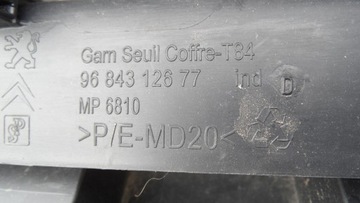 Garn Seuil Coffre-T84
96 843 126 77 Ind D
MP 6810
>P/E-MD20<